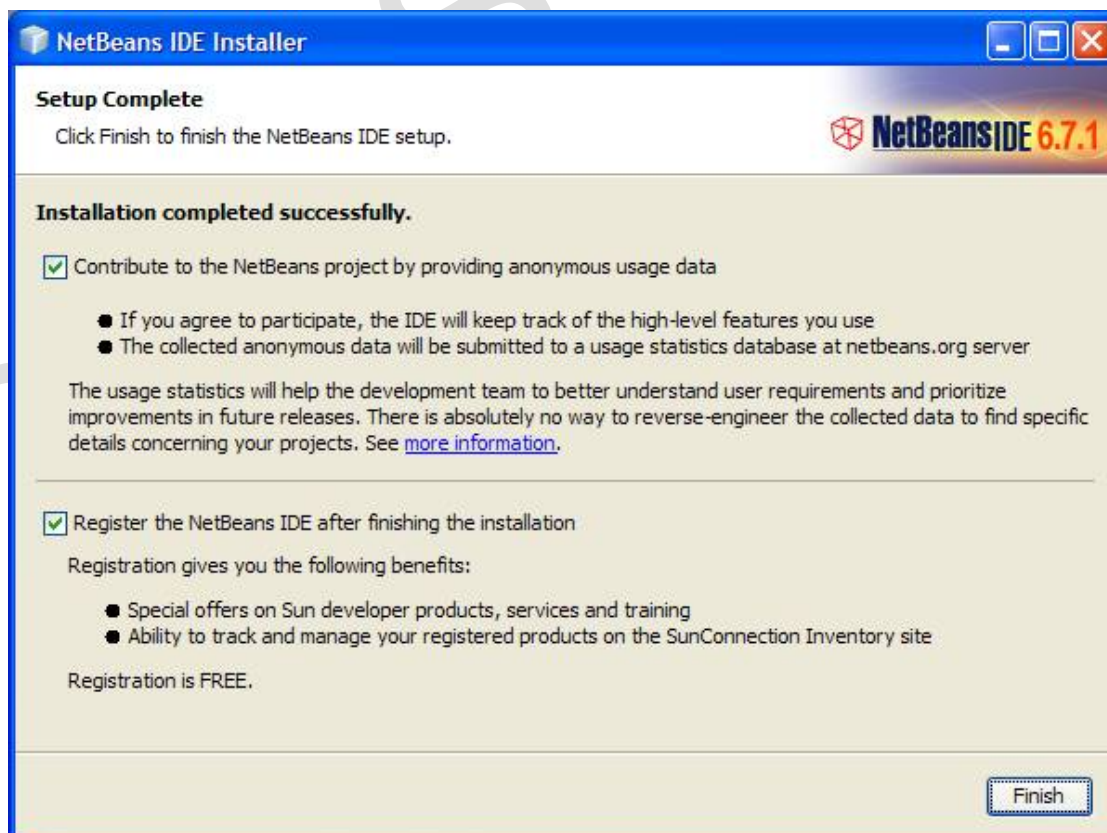 NetBeans IDE Installer
Setup Complete
Click Finish to finish the NetBeans IDE setup.
NetBeans IDE 6.7.1
Installation completed successfully.
Contribute to the NetBeans project by providing anonymous usage data
If you agree to participate, the IDE will keep track of the high-level features you use
The collected anonymous data will be submitted to a usage statistics database at netbeans.org server
The usage statistics will help the development team to better understand user requirements and prioritize
improvements in future releases. There is absolutely no way to reverse-engineer the collected data to find specific
details concerning your projects. See more information.
Register the NetBeans IDE after finishing the installation
Registration gives you the following benefits:
Special offers on Sun developer products, services and training
Ability to track and manage your registered products on the SunConnection Inventory site
Registration is FREE.
Finish